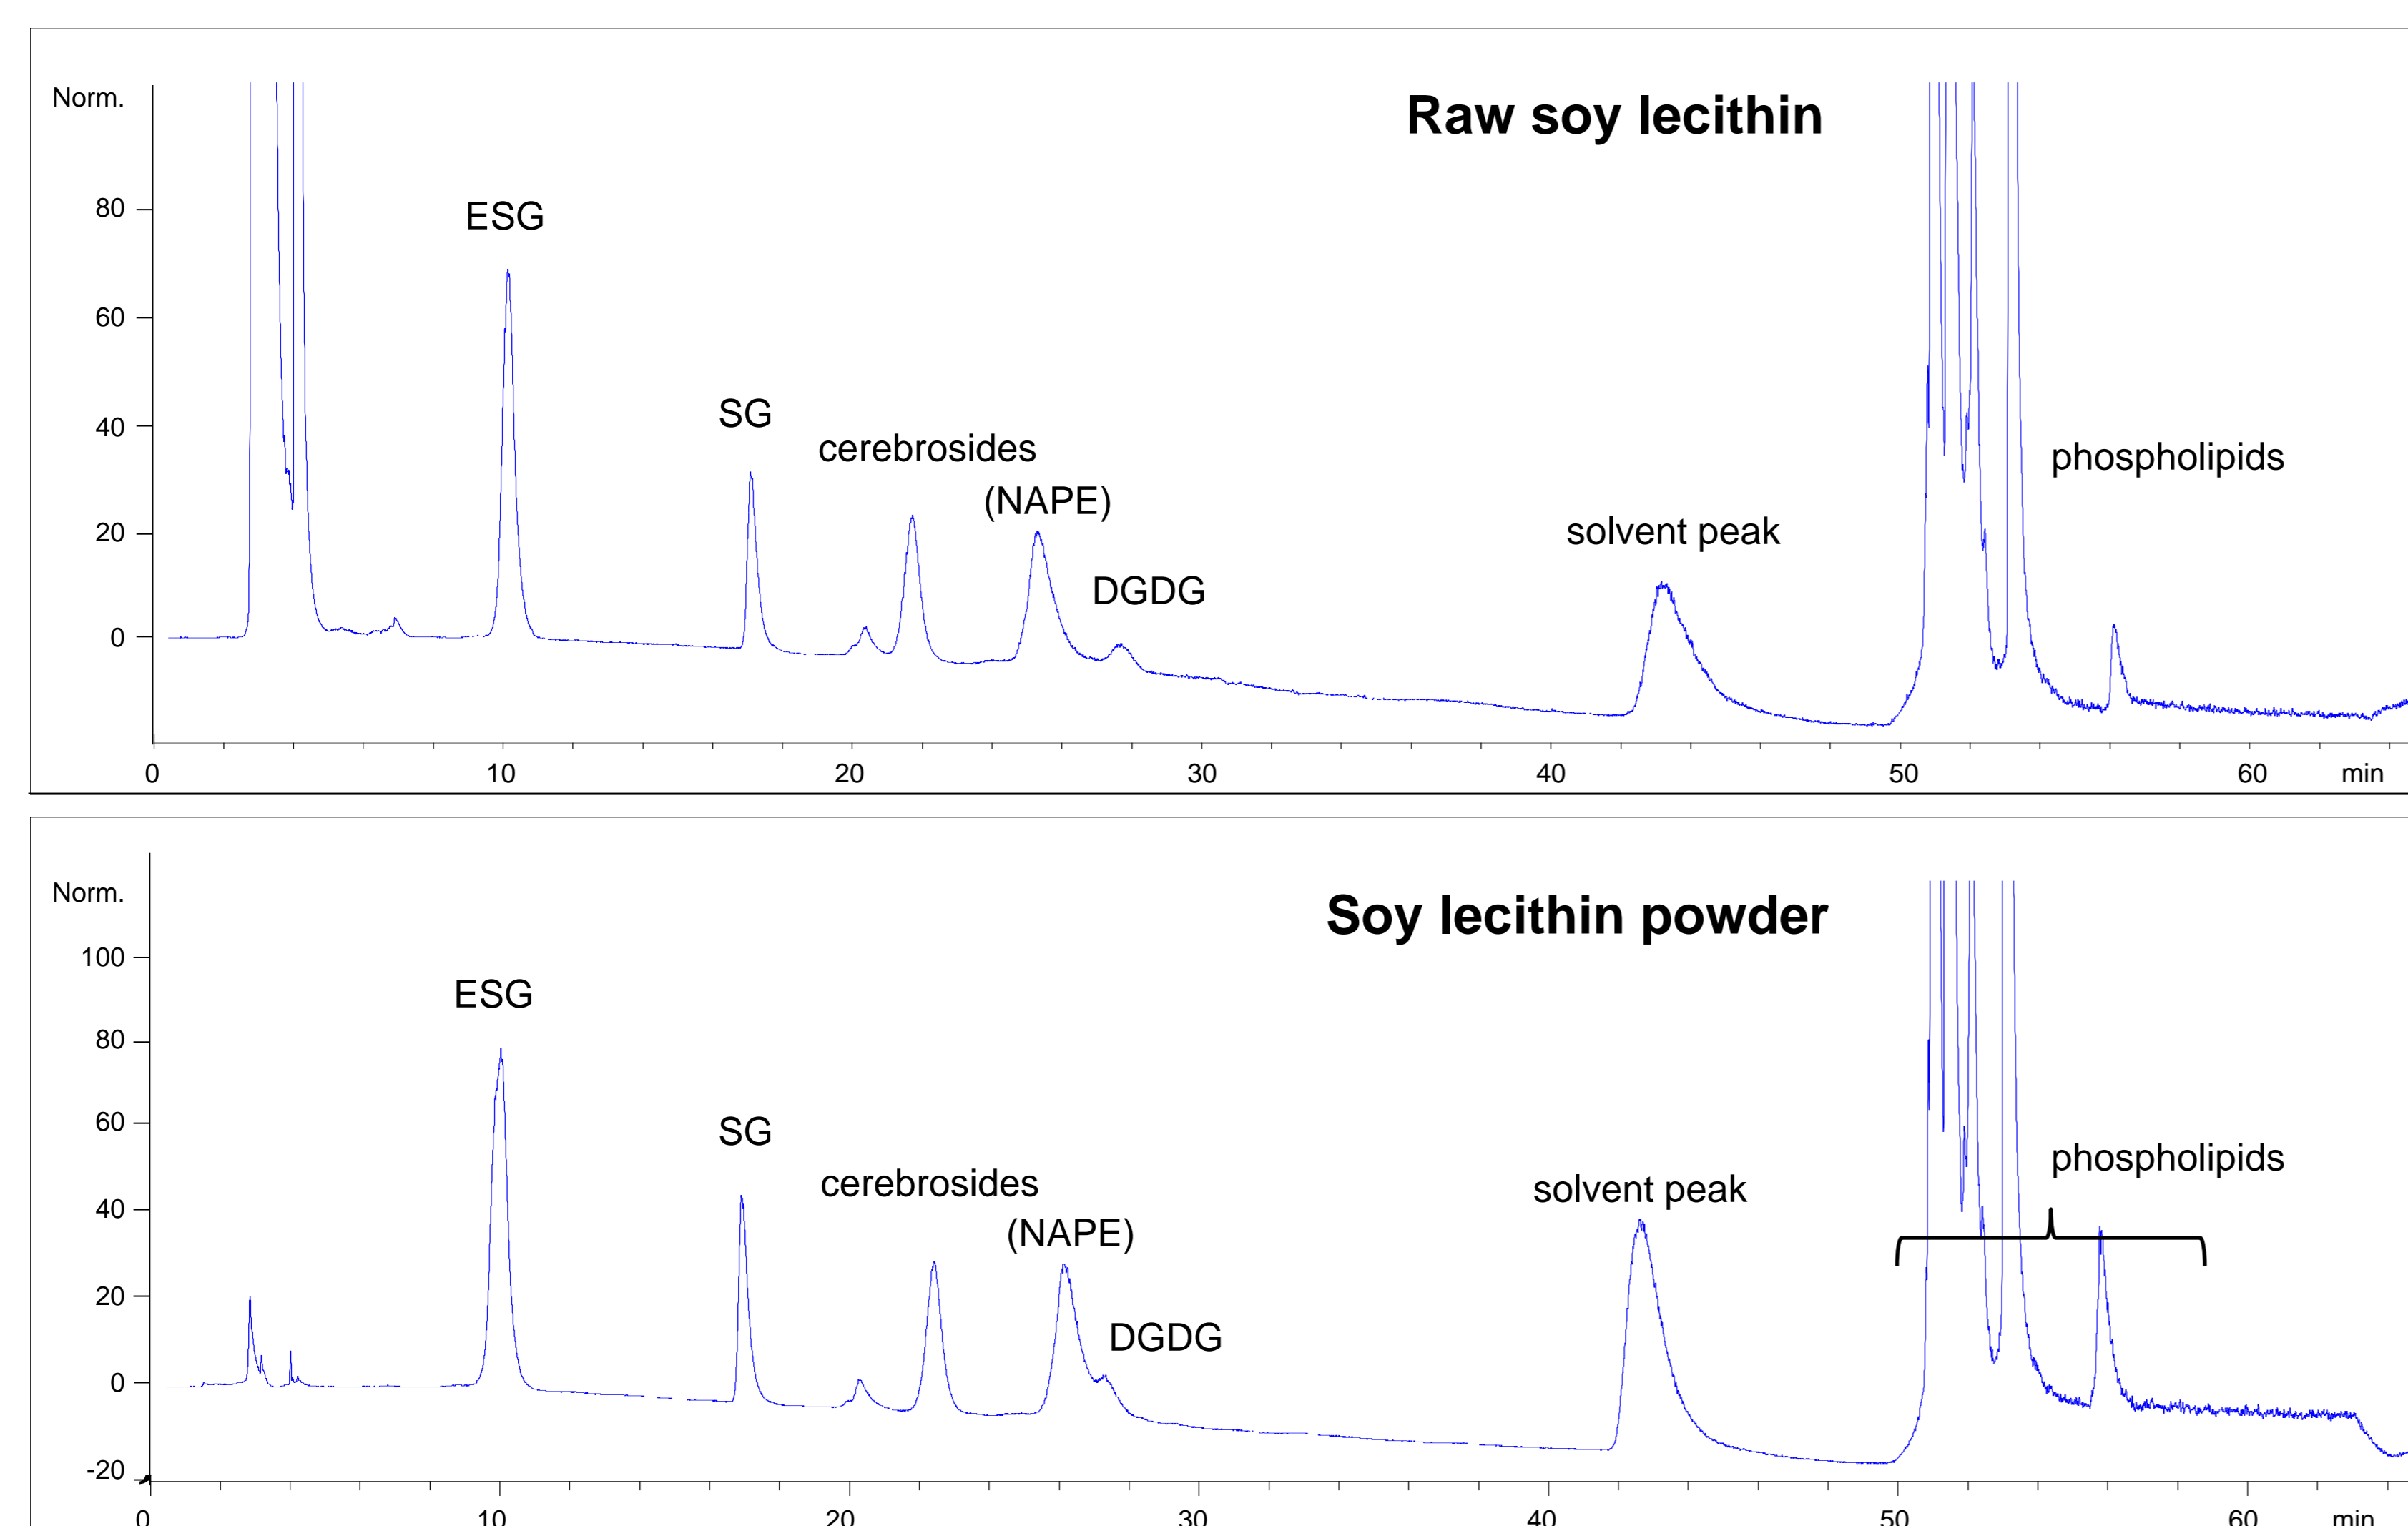 Raw soy lecithin
Norm.
80
60
40
20
0
ESG
SG
cerebrosides
(NAPE)
DGDG
solvent peak
phospholipids
0 10 20 30 40 50 60 min
Soy lecithin powder
Norm.
100
80
60
40
20
0
-20
ESG
SG
cerebrosides
(NAPE)
DGDG
solvent peak
phospholipids
0 10 20 30 40 50 60 min